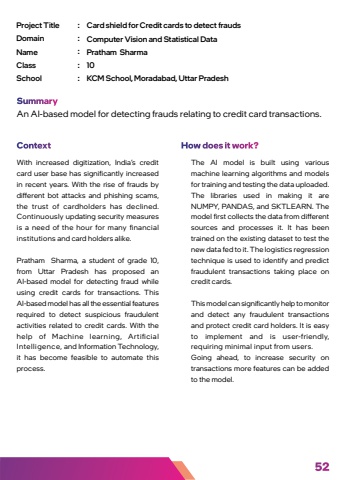 Project Title : Card shield for Credit cards to detect frauds
Domain : Computer Vision and Statistical Data
Name : Pratham Sharma
Class : 10
School : KCM School, Moradabad, Uttar Pradesh
Summary
An AI-based model for detecting frauds relating to credit card transactions.
Context
With increased digitization, India's credit
card user base has significantly increased
in recent years. With the rise of frauds by
different bot attacks and phishing scams,
the trust of cardholders has declined.
Continuously updating security measures
is a need of the hour for many financial
institutions and card holders alike.
Pratham Sharma, a student of grade 10,
from Uttar Pradesh has proposed an
AI-based model for detecting fraud while
using credit cards for transactions. This
AI-based model has all the essential features
required to detect suspicious fraudulent
activities related to credit cards. With the
help of Machine learning, Artificial
Intelligence, and Information Technology,
it has become feasible to automate this
process.
How does it work?
The AI model is built using various
machine learning algorithms and models
for training and testing the data uploaded.
The libraries used in making it are
NUMPY, PANDAS, and SKTLEARN. The
model first collects the data from different
sources and processes it. It has been
trained on the existing dataset to test the
new data fed to it. The logistics regression
technique is used to identify and predict
fraudulent transactions taking place on
credit cards.
This model can significantly help to monitor
and detect any fraudulent transactions
and protect credit card holders. It is easy
to implement and is user-friendly,
requiring minimal input from users.
Going ahead, to increase security on
transactions more features can be added
to the model.
52